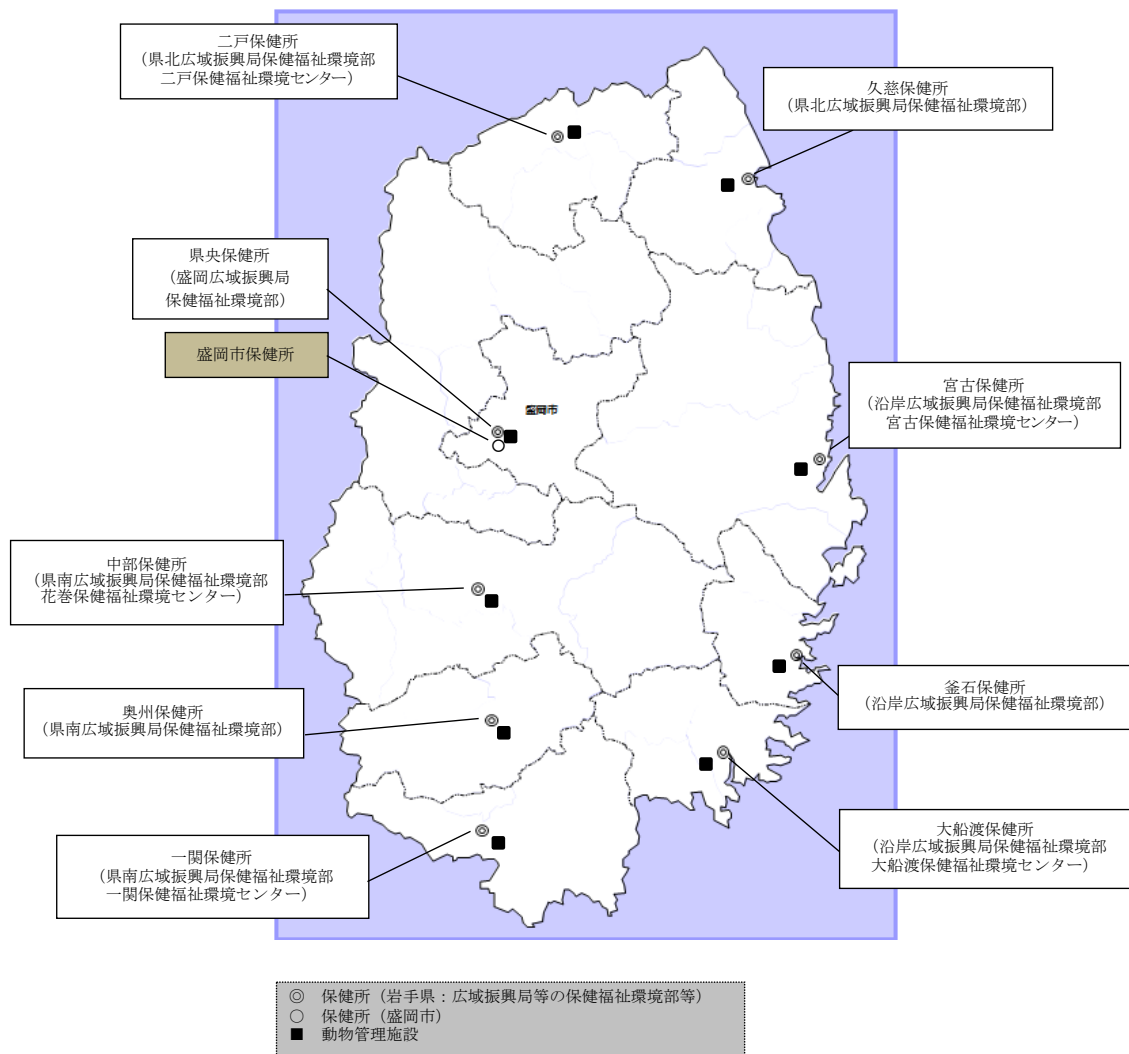 二戸保健所
（県北広域振興局保健福祉環境部
二戸保健福祉環境センター）
久慈保健所
（県北広域振興局保健福祉環境部）
県央保健所
（盛岡広域振興局
保健福祉環境部）
盛岡市保健所
盛岡市
宮古保健所
（沿岸広域振興局保健福祉環境部
宮古保健福祉環境センター）
中部保健所
（県南広域振興局保健福祉環境部
花巻保健福祉環境センター）
釜石保健所
（沿岸広域振興局保健福祉環境部）
奥州保健所
（県南広域振興局保健福祉環境部）
大船渡保健所
（沿岸広域振興局保健福祉環境部
大船渡保健福祉環境センター）
一関保健所
（県南広域振興局保健福祉環境部
一関保健福祉環境センター）
◎ 保健所（岩手県：広域振興局等の保健福祉環境部等）
○ 保健所（盛岡市）
■ 動物管理施設